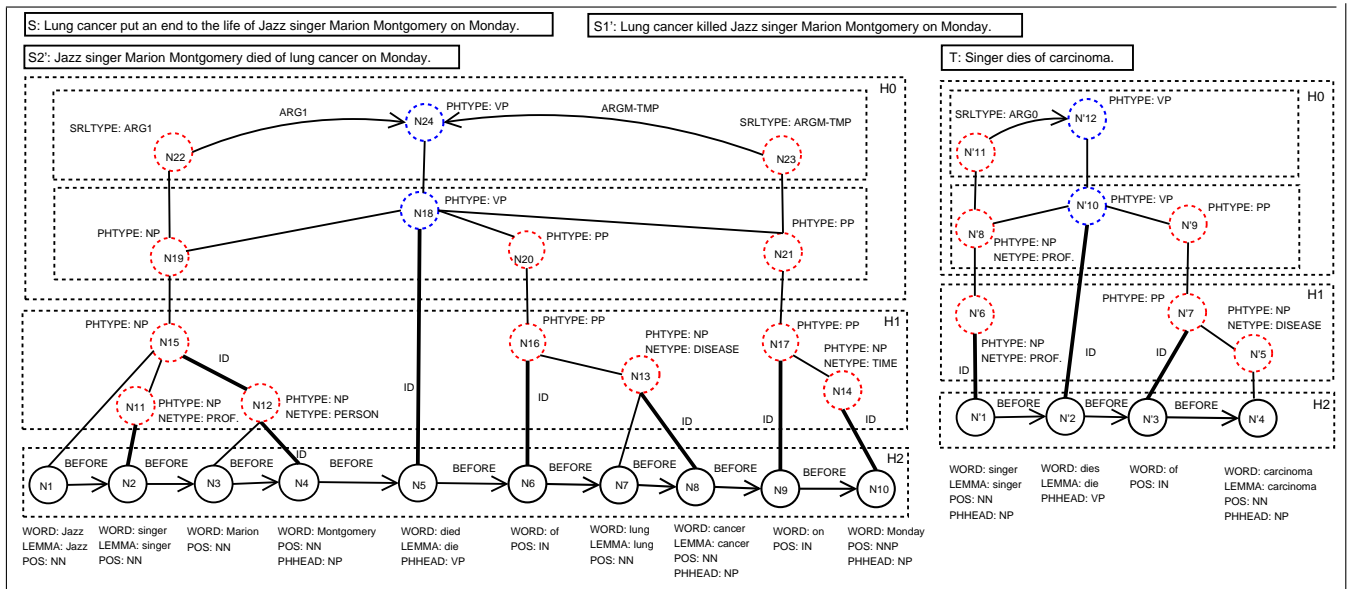 S: Lung cancer put an end to the life of Jazz singer Marion Montgomery on Monday.
S1': Lung cancer killed Jazz singer Marion Montgomery on Monday.
S2': Jazz singer Marion Montgomery died of lung cancer on Monday.
T: Singer dies of carcinoma.
H0
PHTYPE: VP
ARG1
ARGM-TMP
N24
SRLTYPE: ARG1
SRLTYPE: ARGM-TMP
N22
N23
PHTYPE: VP
N18
PHTYPE: NP
PHTYPE: PP
PHTYPE: PP
N19
N20
N21
H1
PHTYPE: NP
PHTYPE: PP
PHTYPE: PP
N15
ID
N16
PHTYPE: NP
NETYPE: DISEASE
N17
PHTYPE: NP
NETYPE: TIME
N13
N14
ID
N11
PHTYPE: NP
NETYPE: PROF.
N12
PHTYPE: NP
NETYPE: PERSON
ID
ID
ID
ID
ID
H2
BEFORE
BEFORE
BEFORE
BEFORE
BEFORE
BEFORE
BEFORE
BEFORE
BEFORE
N1
N2
N3
N4
N5
N6
N7
N8
N9
N10
WORD: Jazz
LEMMA: Jazz
POS: NN
WORD: singer
LEMMA: singer
POS: NN
WORD: Marion
POS: NN
WORD: Montgomery
POS: NN
PHHEAD: NP
WORD: died
LEMMA: die
PHHEAD: VP
WORD: of
POS: IN
WORD: lung
LEMMA: lung
POS: NN
WORD: cancer
LEMMA: cancer
POS: NN
PHHEAD: NP
WORD: on
POS: IN
WORD: Monday
POS: NNP
PHHEAD: NP
H0
PHTYPE: VP
SRLTYPE: ARG0
N'12
N'11
PHTYPE: VP
N'10
PHTYPE: PP
N'8
N'9
PHTYPE: NP
NETYPE: PROF.
H1
PHTYPE: PP
N'6
N'7
PHTYPE: NP
NETYPE: DISEASE
N'5
PHTYPE: NP
NETYPE: PROF.
ID
ID
ID
H2
BEFORE
BEFORE
BEFORE
N'1
N'2
N'3
N'4
WORD: singer
LEMMA: singer
POS: NN
PHHEAD: NP
WORD: dies
LEMMA: die
PHHEAD: VP
WORD: of
POS: IN
WORD: carcinoma
LEMMA: carcinoma
POS: NN
PHHEAD: NP